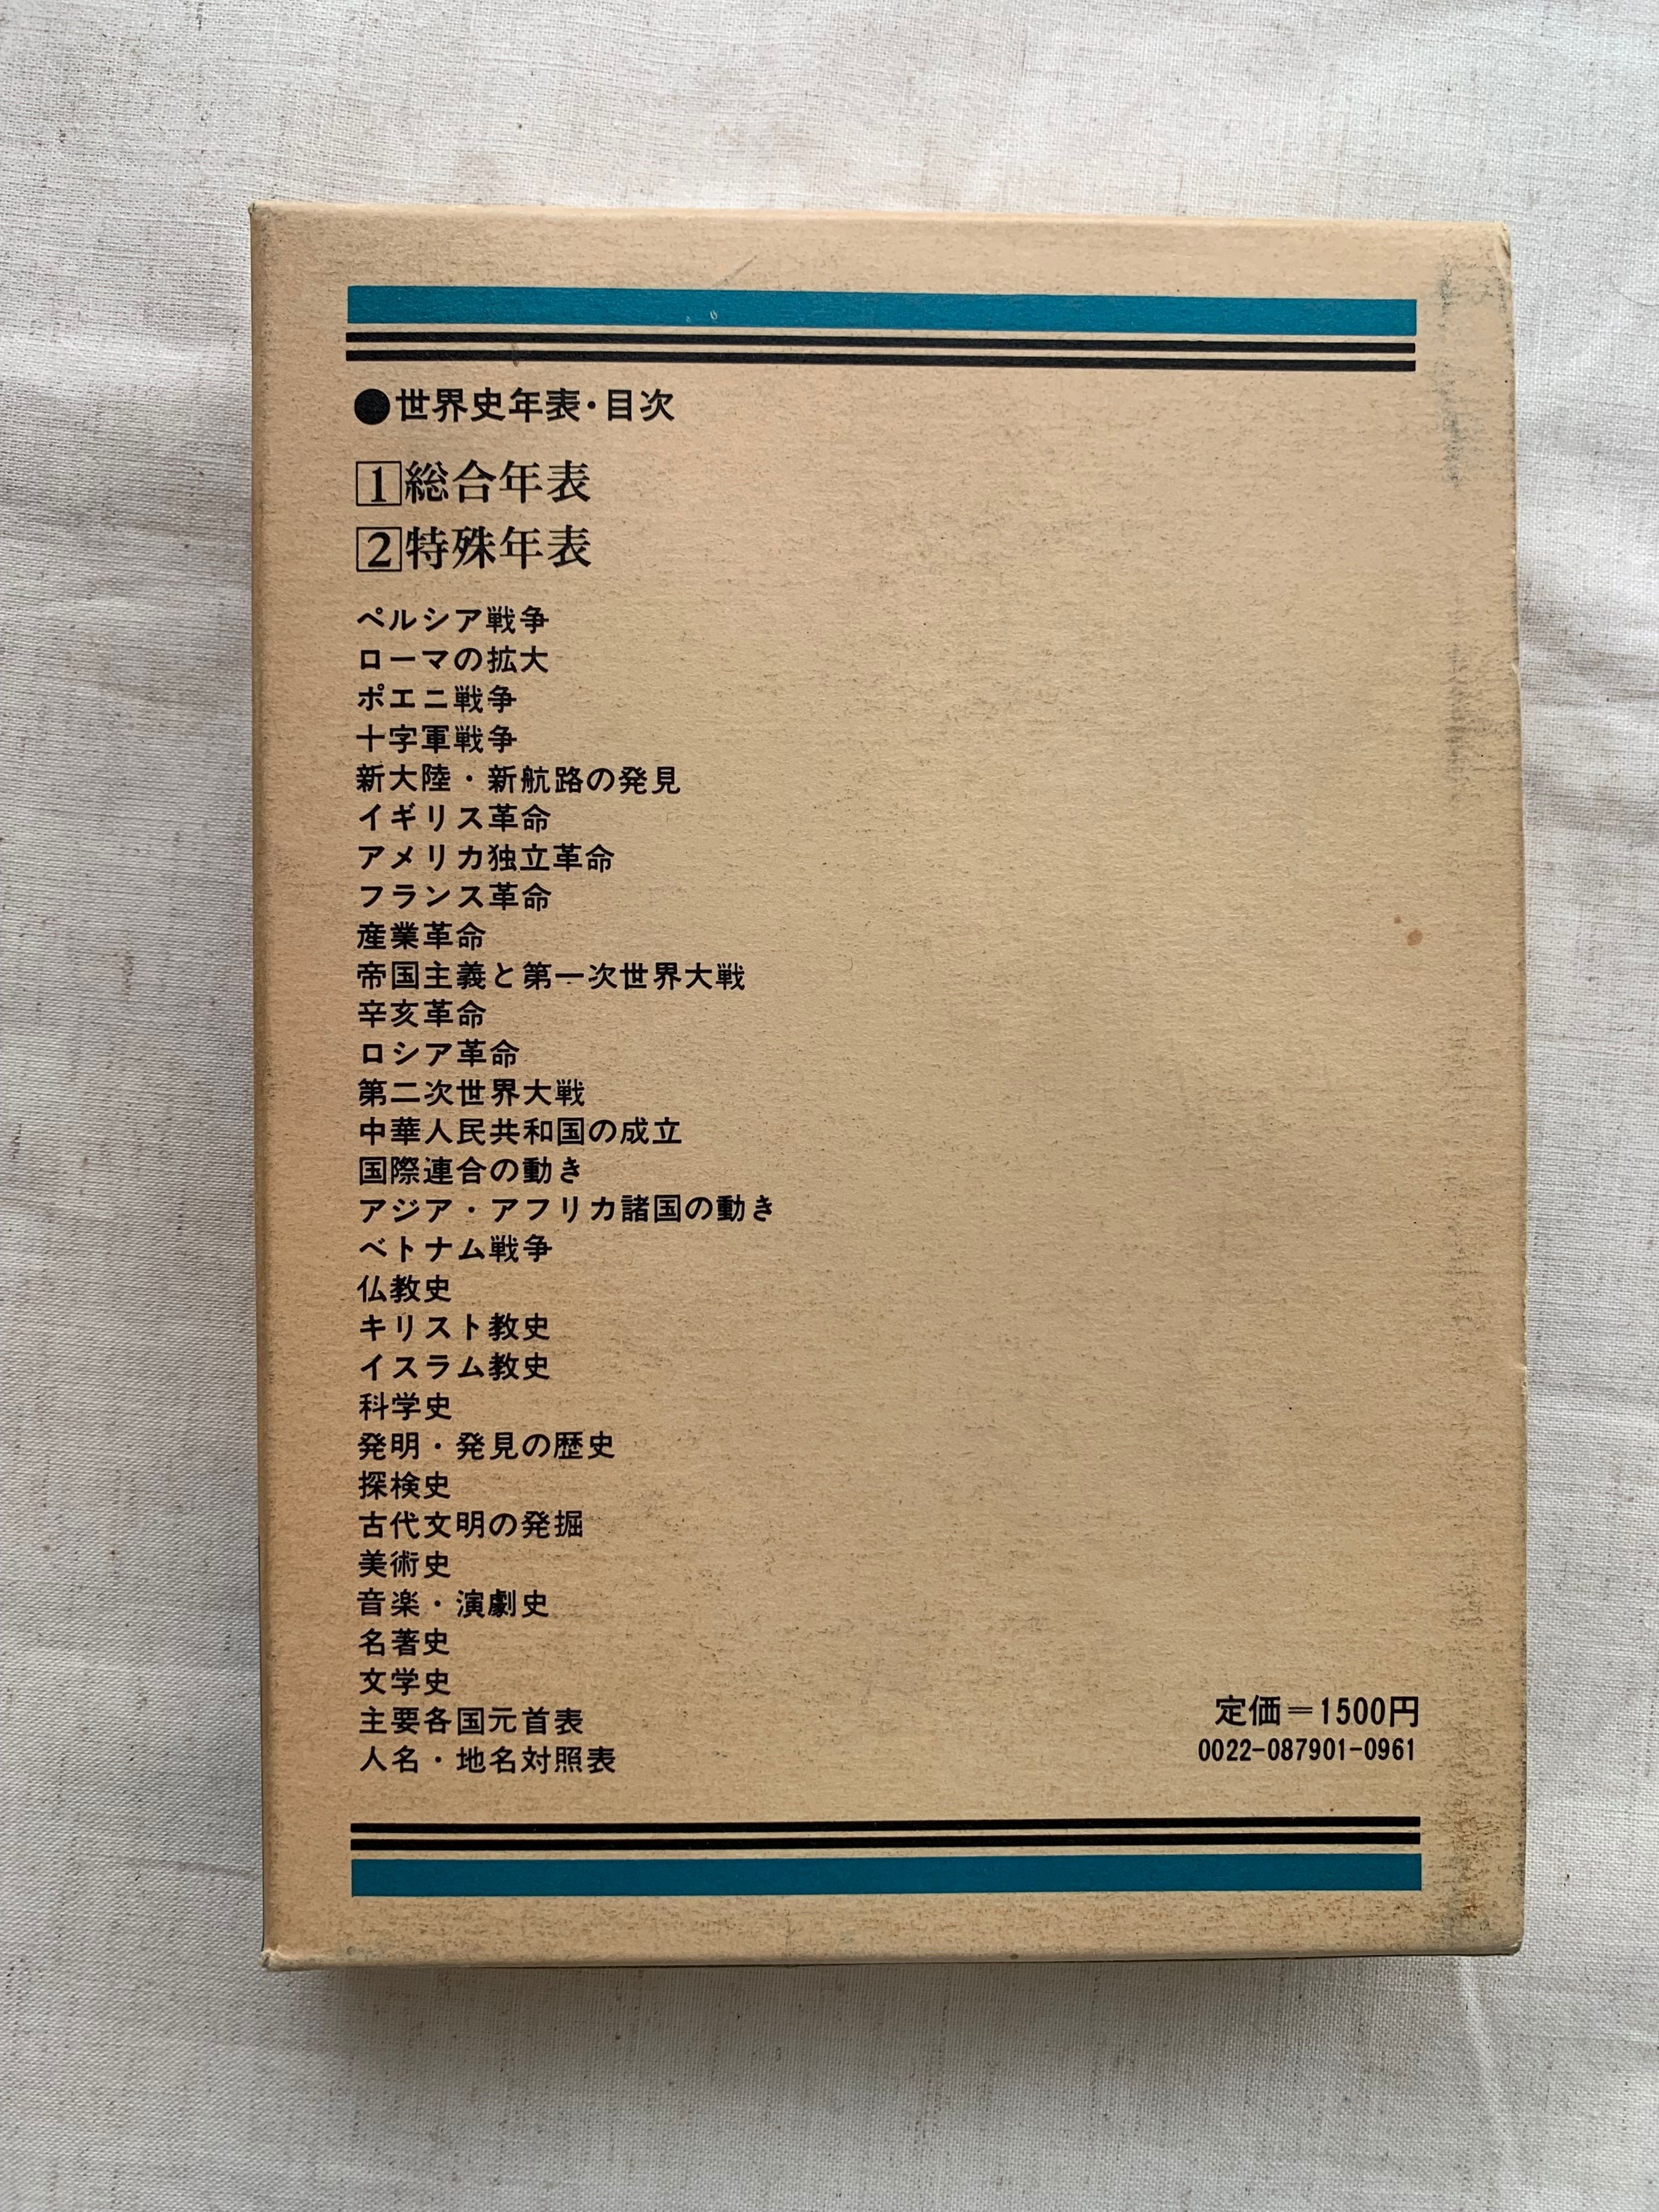 ●世界史年表・目次
1総合年表
2特殊年表
ペルシア戦争
ローマの拡大
ポエニ戦争
十字軍戦争
新大陸・新航路の発見
イギリス革命
アメリカ独立革命
フランス革命
産業革命
帝国主義と第一次世界大戦
辛亥革命
ロシア革命
第二次世界大戦
中華人民共和国の成立
国際連合の動き
アジア・アフリカ諸国の動き
ベトナム戦争
仏教史
キリスト教史
イスラム教史
科学史
発明・発見の歴史
探検史
古代文明の発掘
美術史
音楽・演劇史
名著史
文学史
主要各国元首表
人名・地名対照表
定価=1500円
0022-087901-0961